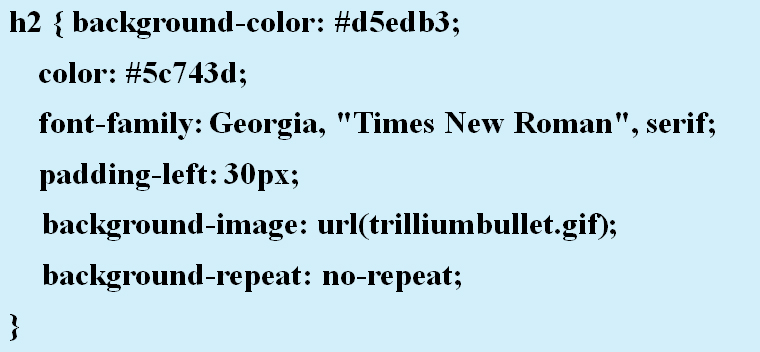 h2 { background-color: #d5edb3;
color: #5c743d;
font-family: Georgia, "Times New Roman", serif;
padding-left: 30px;
background-image: url(trilliumbullet.gif);
background-repeat: no-repeat;
}